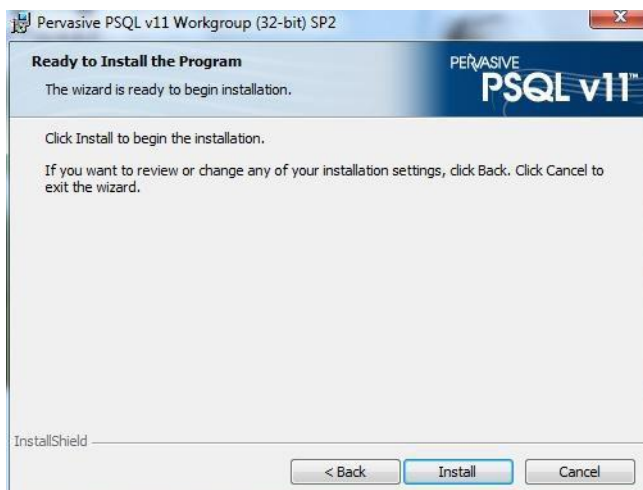 Pervasive PSQL v11 Workgroup (32-bit) SP2
Ready to Install the Program
The wizard is ready to begin installation.
PERVASIVE
PSQL v11™
Click Install to begin the installation.
If you want to review or change any of your installation settings, click Back. Click Cancel to
exit the wizard.
InstallShield
< Back
Install
Cancel